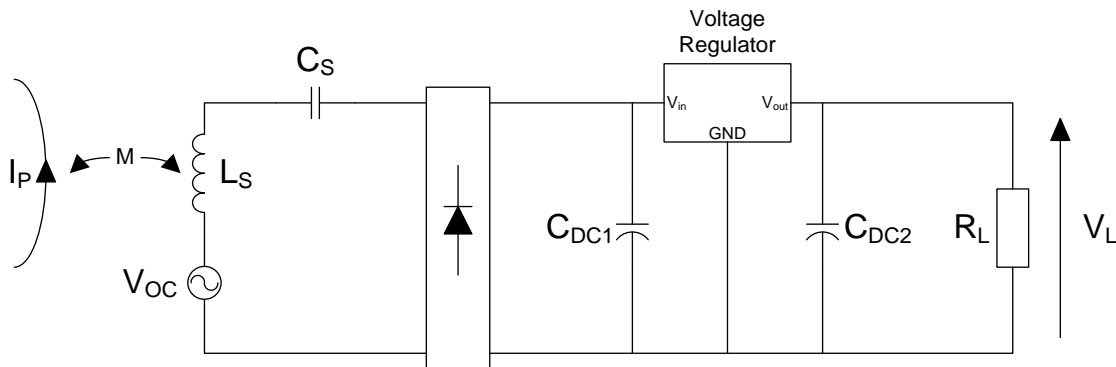 Voltage
Regulator
C_S
V_in
V_out
GND
I_P
M
L_S
C_DC1
C_DC2
R_L
V_L
V_OC